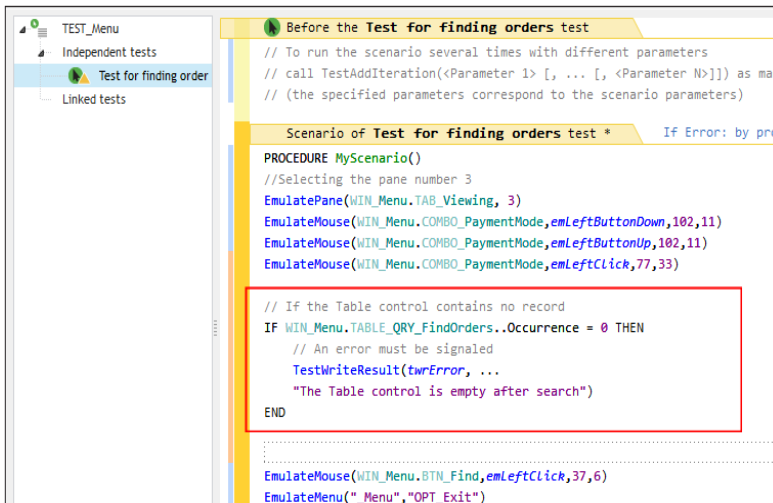 TEST_Menu
Independent tests
Test for finding order
Linked tests
Before the Test for finding orders test
// To run the scenario several times with different parameters
// call TestAddIteration(<Parameter 1> [, ... [, <Parameter N>]]) as
// (the specified parameters correspond to the scenario parameters)
Scenario of Test for finding orders test * If Error: by
PROCEDURE MyScenario()
//Selecting the pane number 3
EmulatePane(WIN_Menu.TAB_Viewing, 3)
EmulateMouse(WIN_Menu.COMBO_PaymentMode,emLeftButtonDown,102,11)
EmulateMouse(WIN_Menu.COMBO_PaymentMode,emLeftButtonUp,102,11)
EmulateMouse(WIN_Menu.COMBO_PaymentMode,emLeftClick,77,33)
// If the Table control contains no record
IF WIN_Menu.TABLE_QRY_FindOrders..Occurrence = 0 THEN
// An error must be signaled
TestWriteResult(twrError, ...
"The Table control is empty after search")
END
EmulateMouse(WIN_Menu.BTN_Find,emLeftClick,37,6)
EmulateMenu("_Menu","OPT_Exit")